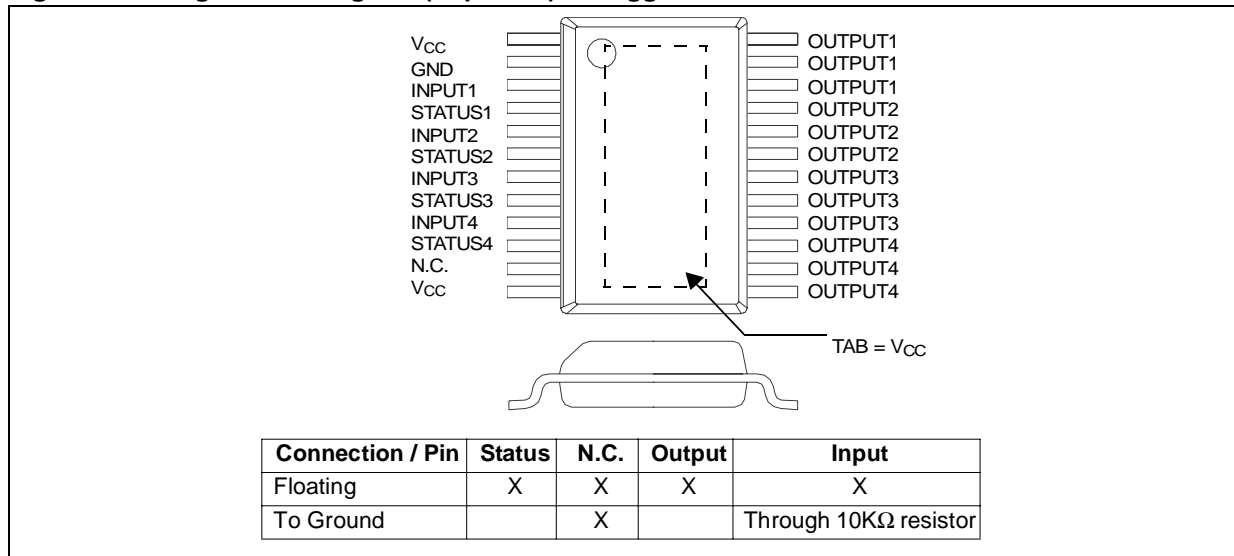 VCC
GND
INPUT1
STATUS1
INPUT2
STATUS2
INPUT3
STATUS3
INPUT4
STATUS4
N.C.
VCC
OUTPUT1
OUTPUT1
OUTPUT1
OUTPUT2
OUTPUT2
OUTPUT2
OUTPUT3
OUTPUT3
OUTPUT3
OUTPUT4
OUTPUT4
OUTPUT4
TAB = VCC
Connection / Pin Status N.C. Output Input
Floating X X X X
To Ground X Through 10KΩ resistor